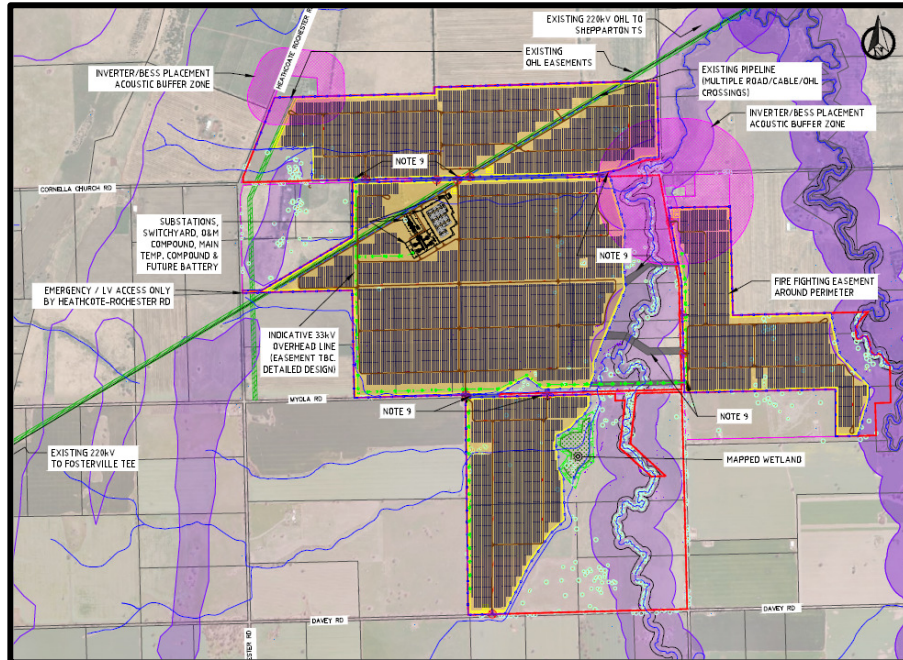 EXISTING 220kV OHL TO
SHEPPARTON TS
HEATHCOATE ROCHESTER R
EXISTING
OHL EASEMENTS
INVERTER/BESS PLACEMENT
ACOUSTIC BUFFER ZONE
EXISTING PIPELINE
(MULTIPLE ROAD/CABLE/OHL
CROSSINGS)
INVERTER/BESS PLACEMENT
ACOUSTIC BUFFER ZONE
NOTE 9
CORNELLA CHURCH RD
SUBSTATIONS,
SWITCHYARD, O&M
COMPOUND, MAIN
TEMP. COMPOUND &
FUTURE BATTERY
NOTE 9
EMERGENCY / LV ACCESS ONLY
BY HEATHCOTE-ROCHESTER RD
FIRE FIGHTING EASEMENT
AROUND PERIMETER
INDICATIVE 33kV
OVERHEAD LINE
(EASEMENT TBC.
DETAILED DESIGN)
MYOLA RD
NOTE 9
NOTE 9
EXISTING 220kV
TO FOSTERVILLE TEE
MAPPED WETLAND
DAVEY RD
DAVEY RD
STER RD